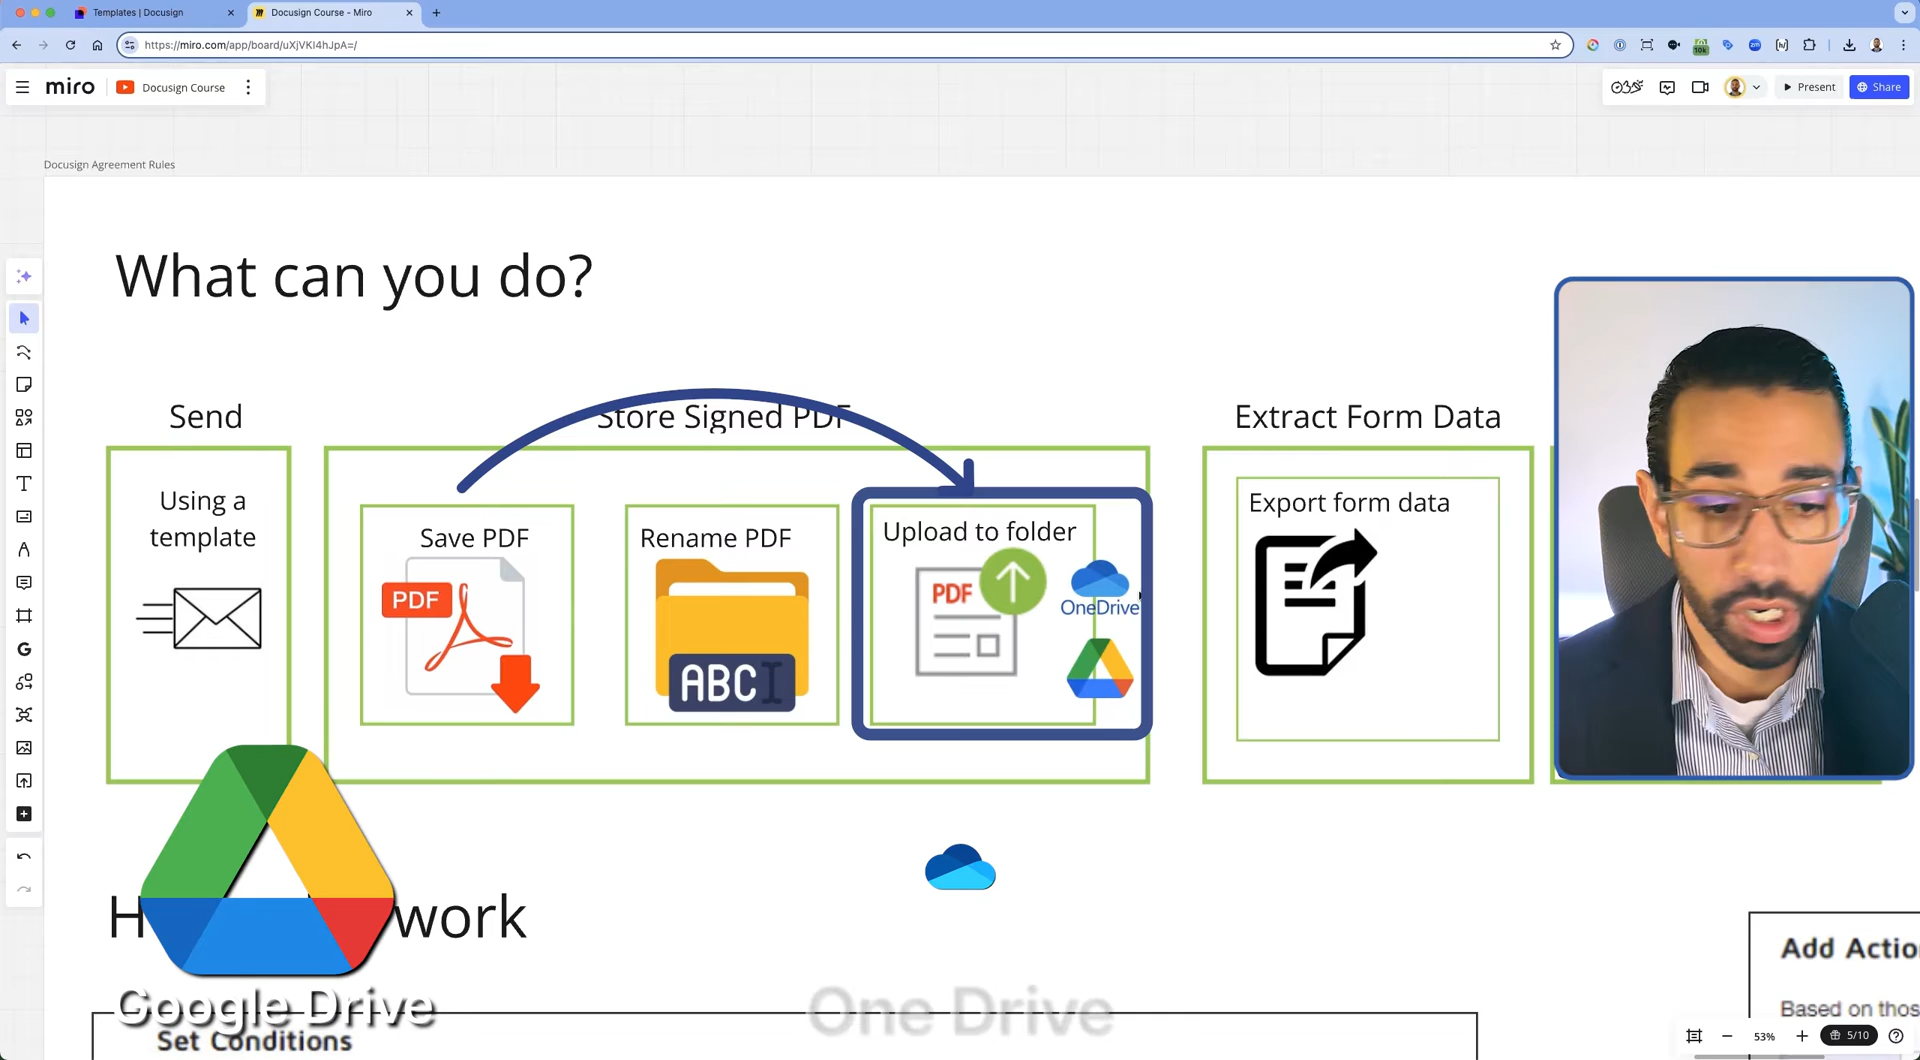 Templates | Docusign
Docusign Course - Miro
https://miro.com/app/board/uXjVKI4hJpA=/
10k
zm
miro
Docusign Course
Present
Share
Docusign Agreement Rules
What can you do?
Send
Store Signed PDF
Extract Form Data
Using a
template
Save PDF
PDF
Rename PDF
ABC
Upload to folder
PDF
OneDrive
Export form data
work
Google Drive
One Drive
Set Conditions
Add Actio
Based on thos
53%
5/10